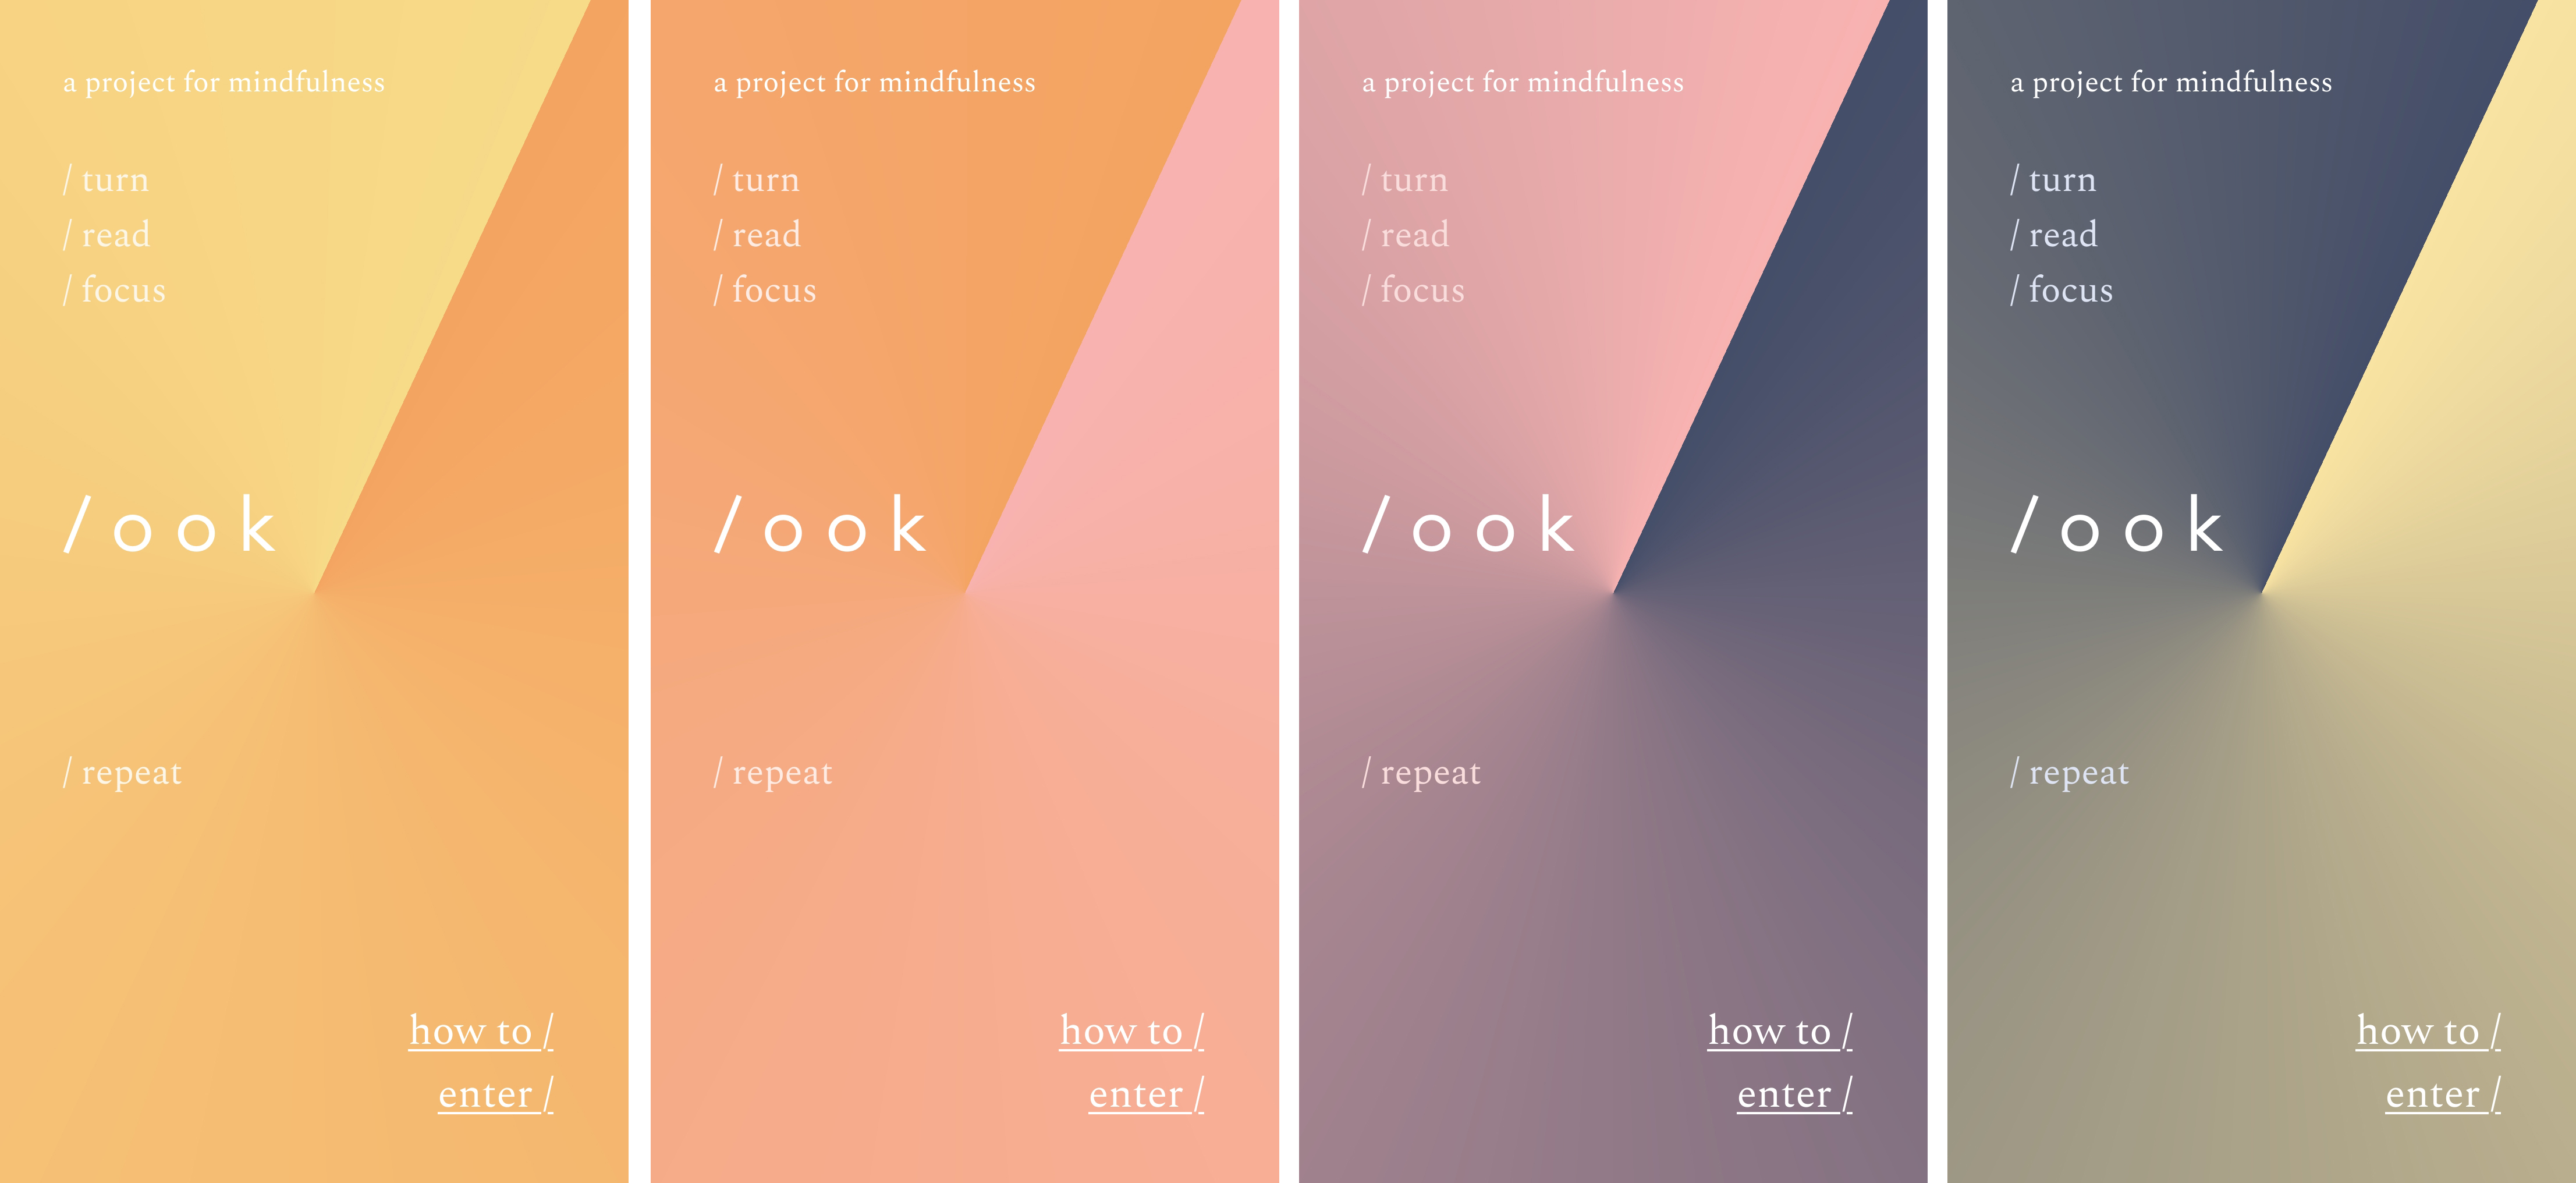 a project for mindfulness
/ turn
/ read
/ focus
/ o o k
/ repeat
how to /
enter /
a project for mindfulness
/ turn
/ read
/ focus
/ o o k
/ repeat
how to /
enter /
a project for mindfulness
/ turn
/ read
/ focus
/ o o k
/ repeat
how to /
enter /
a project for mindfulness
/ turn
/ read
/ focus
/ o o k
/ repeat
how to /
enter /